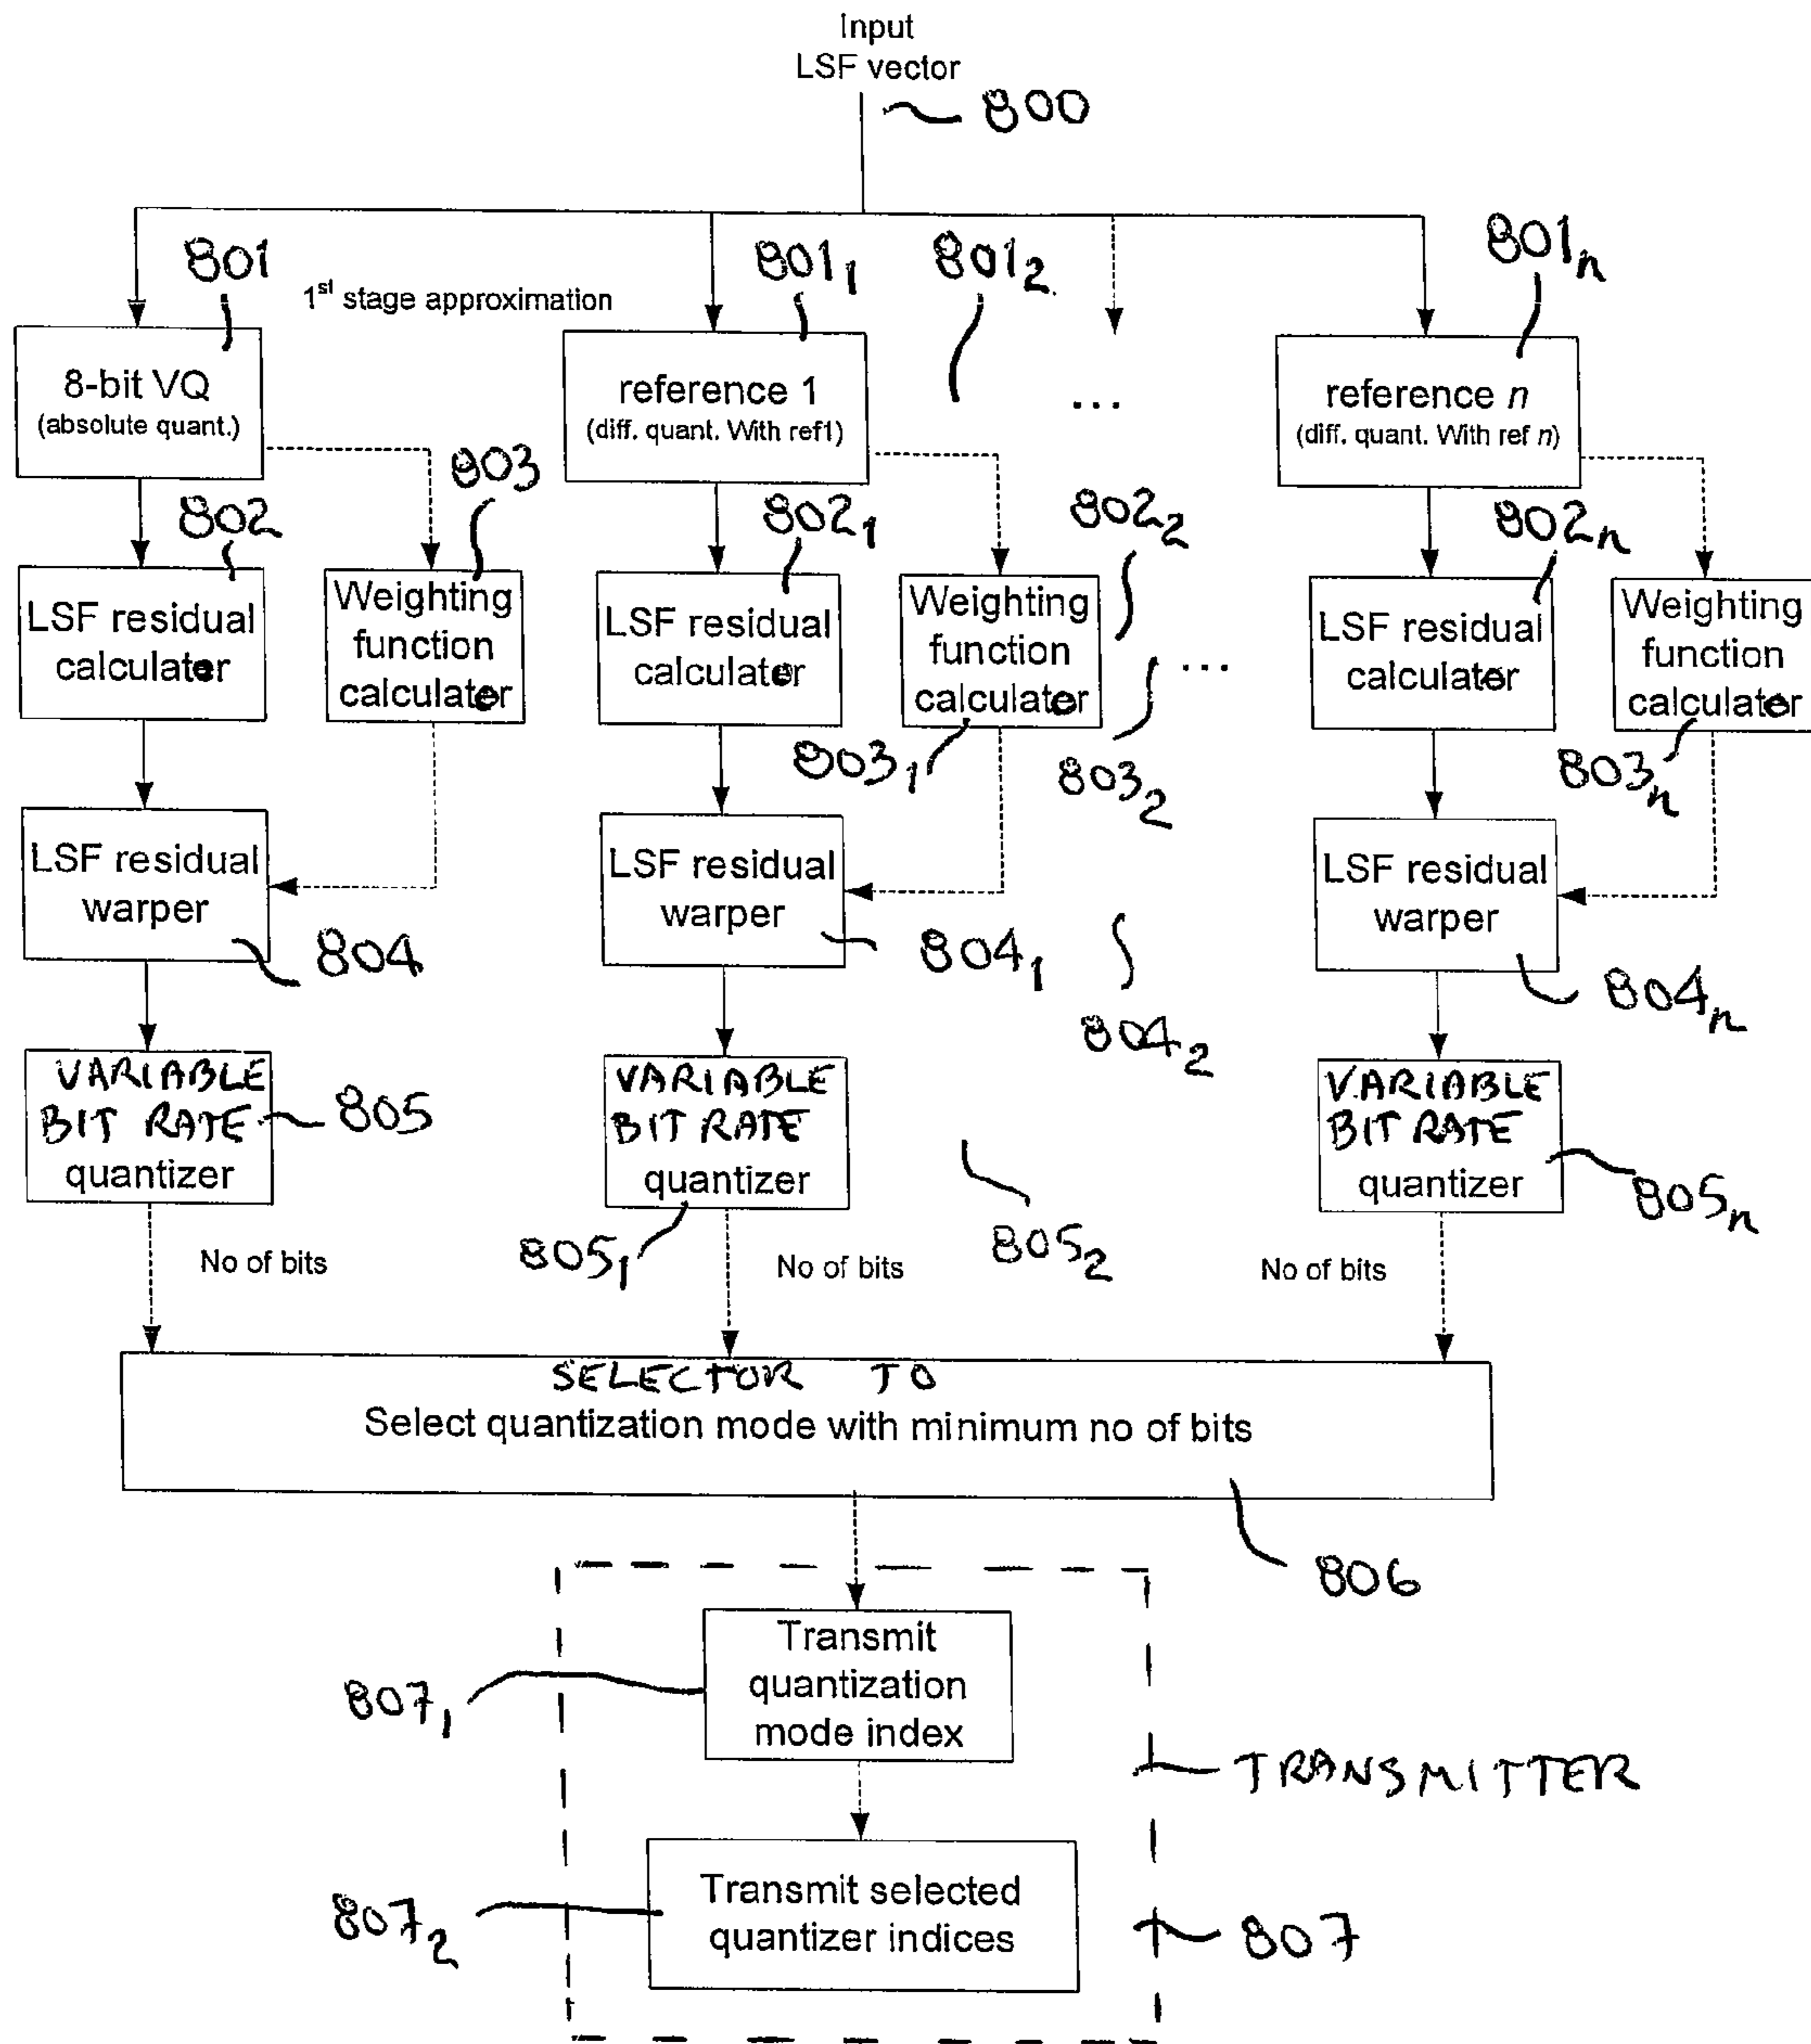 Input
LSF vector
800
801
1st stage approximation
801₁
801₂
801ₙ
8-bit VQ
(absolute quant.)
reference 1
(diff. quant. With ref1)
...
reference n
(diff. quant. With ref n)
803
802
802₁
802₂
802ₙ
LSF residual
calculater
Weighting
function
calculater
LSF residual
calculater
Weighting
function
calculater
...
LSF residual
calculater
Weighting
function
calculater
803₁
803₂
803ₙ
LSF residual
warper
LSF residual
warper
LSF residual
warper
804
804₁
804₂
804ₙ
VARIABLE
BIT RATE
quantizer
805
VARIABLE
BIT RATE
quantizer
VARIABLE
BIT RATE
quantizer
805₁
805₂
805ₙ
No of bits
No of bits
No of bits
SELECTOR TO
Select quantization mode with minimum no of bits
806
Transmit
quantization
mode index
807₁
TRANSMITTER
Transmit selected
quantizer indices
807₂
807